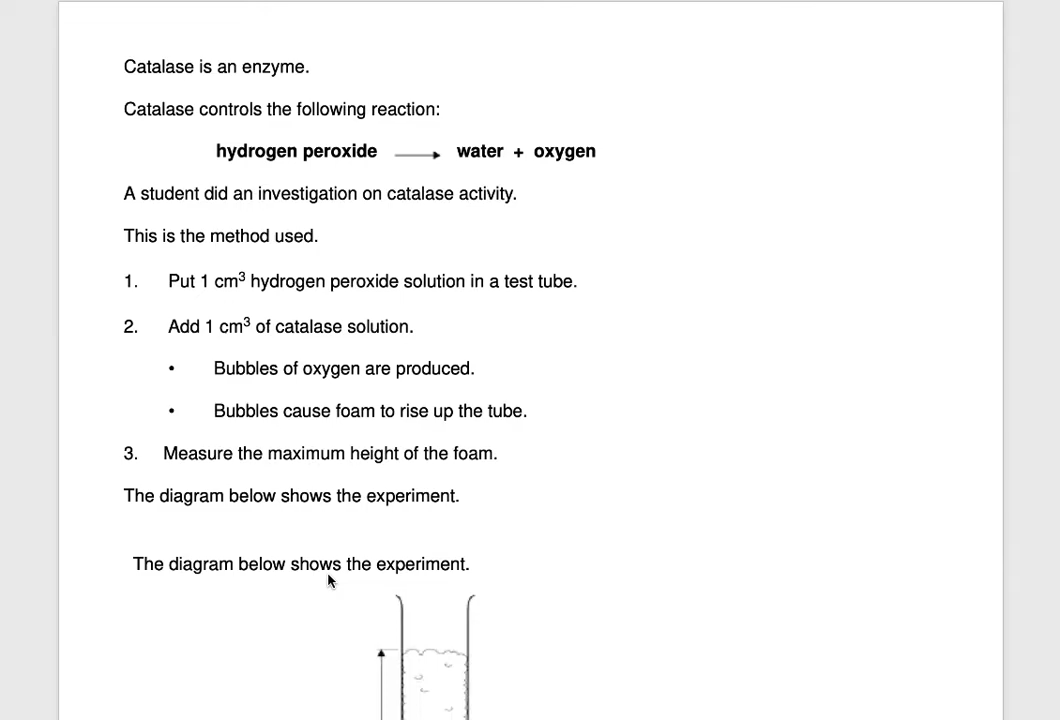 Catalase is an enzyme.
Catalase controls the following reaction:
hydrogen peroxide ⟶ water + oxygen
A student did an investigation on catalase activity.
This is the method used.
1. Put 1 cm³ hydrogen peroxide solution in a test tube.
2. Add 1 cm³ of catalase solution.
• Bubbles of oxygen are produced.
• Bubbles cause foam to rise up the tube.
3. Measure the maximum height of the foam.
The diagram below shows the experiment.
The diagram below shows the experiment.